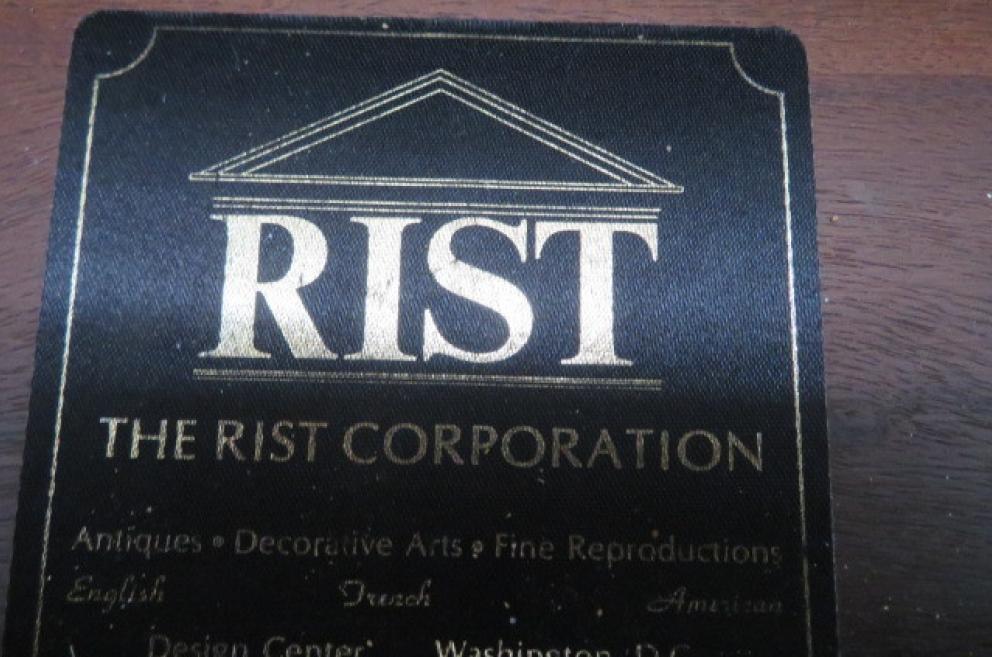 RIST
THE RIST CORPORATION
Antiques • Decorative Arts • Fine Reproductions
English French American
Design Center Washington, D.C.